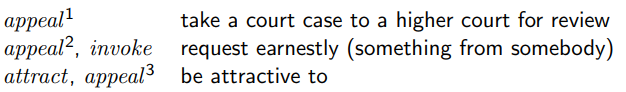 appeal¹ take a court case to a higher court for review
appeal², invoke request earnestly (something from somebody)
attract, appeal³ be attractive to